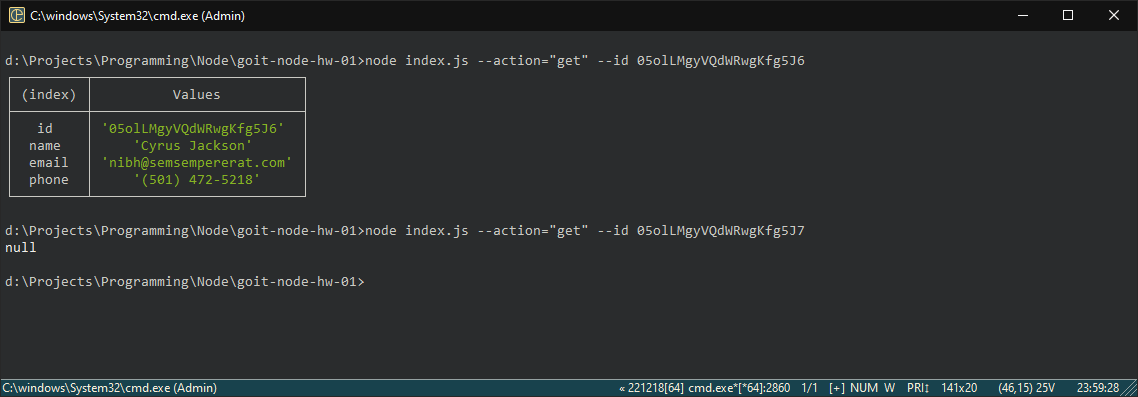 C:\windows\System32\cmd.exe (Admin)
d:\Projects\Programming\Node\goit-node-hw-01>node index.js --action="get" --id 05olLMgyVQdWRwgKfg5J6
(index) Values
id '05olLMgyVQdWRwgKfg5J6'
name 'Cyrus Jackson'
email 'nibh@semsempererat.com'
phone '(501) 472-5218'
d:\Projects\Programming\Node\goit-node-hw-01>node index.js --action="get" --id 05olLMgyVQdWRwgKfg5J7
null
d:\Projects\Programming\Node\goit-node-hw-01>
C:\windows\System32\cmd.exe (Admin) « 221218[64] cmd.exe*[*64]:2860 1/1 [+] NUM W PRI↕ 141x20 (46,15) 25V 23:59:28